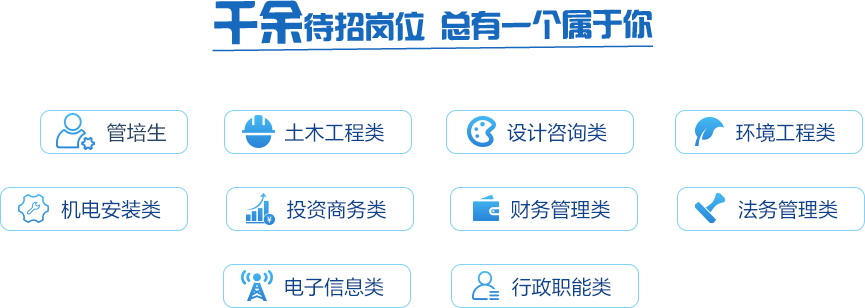 千余待招岗位 总有一个属于你
管培生 土木工程类 设计咨询类 环境工程类
机电安装类 投资商务类 财务管理类 法务管理类
电子信息类 行政职能类